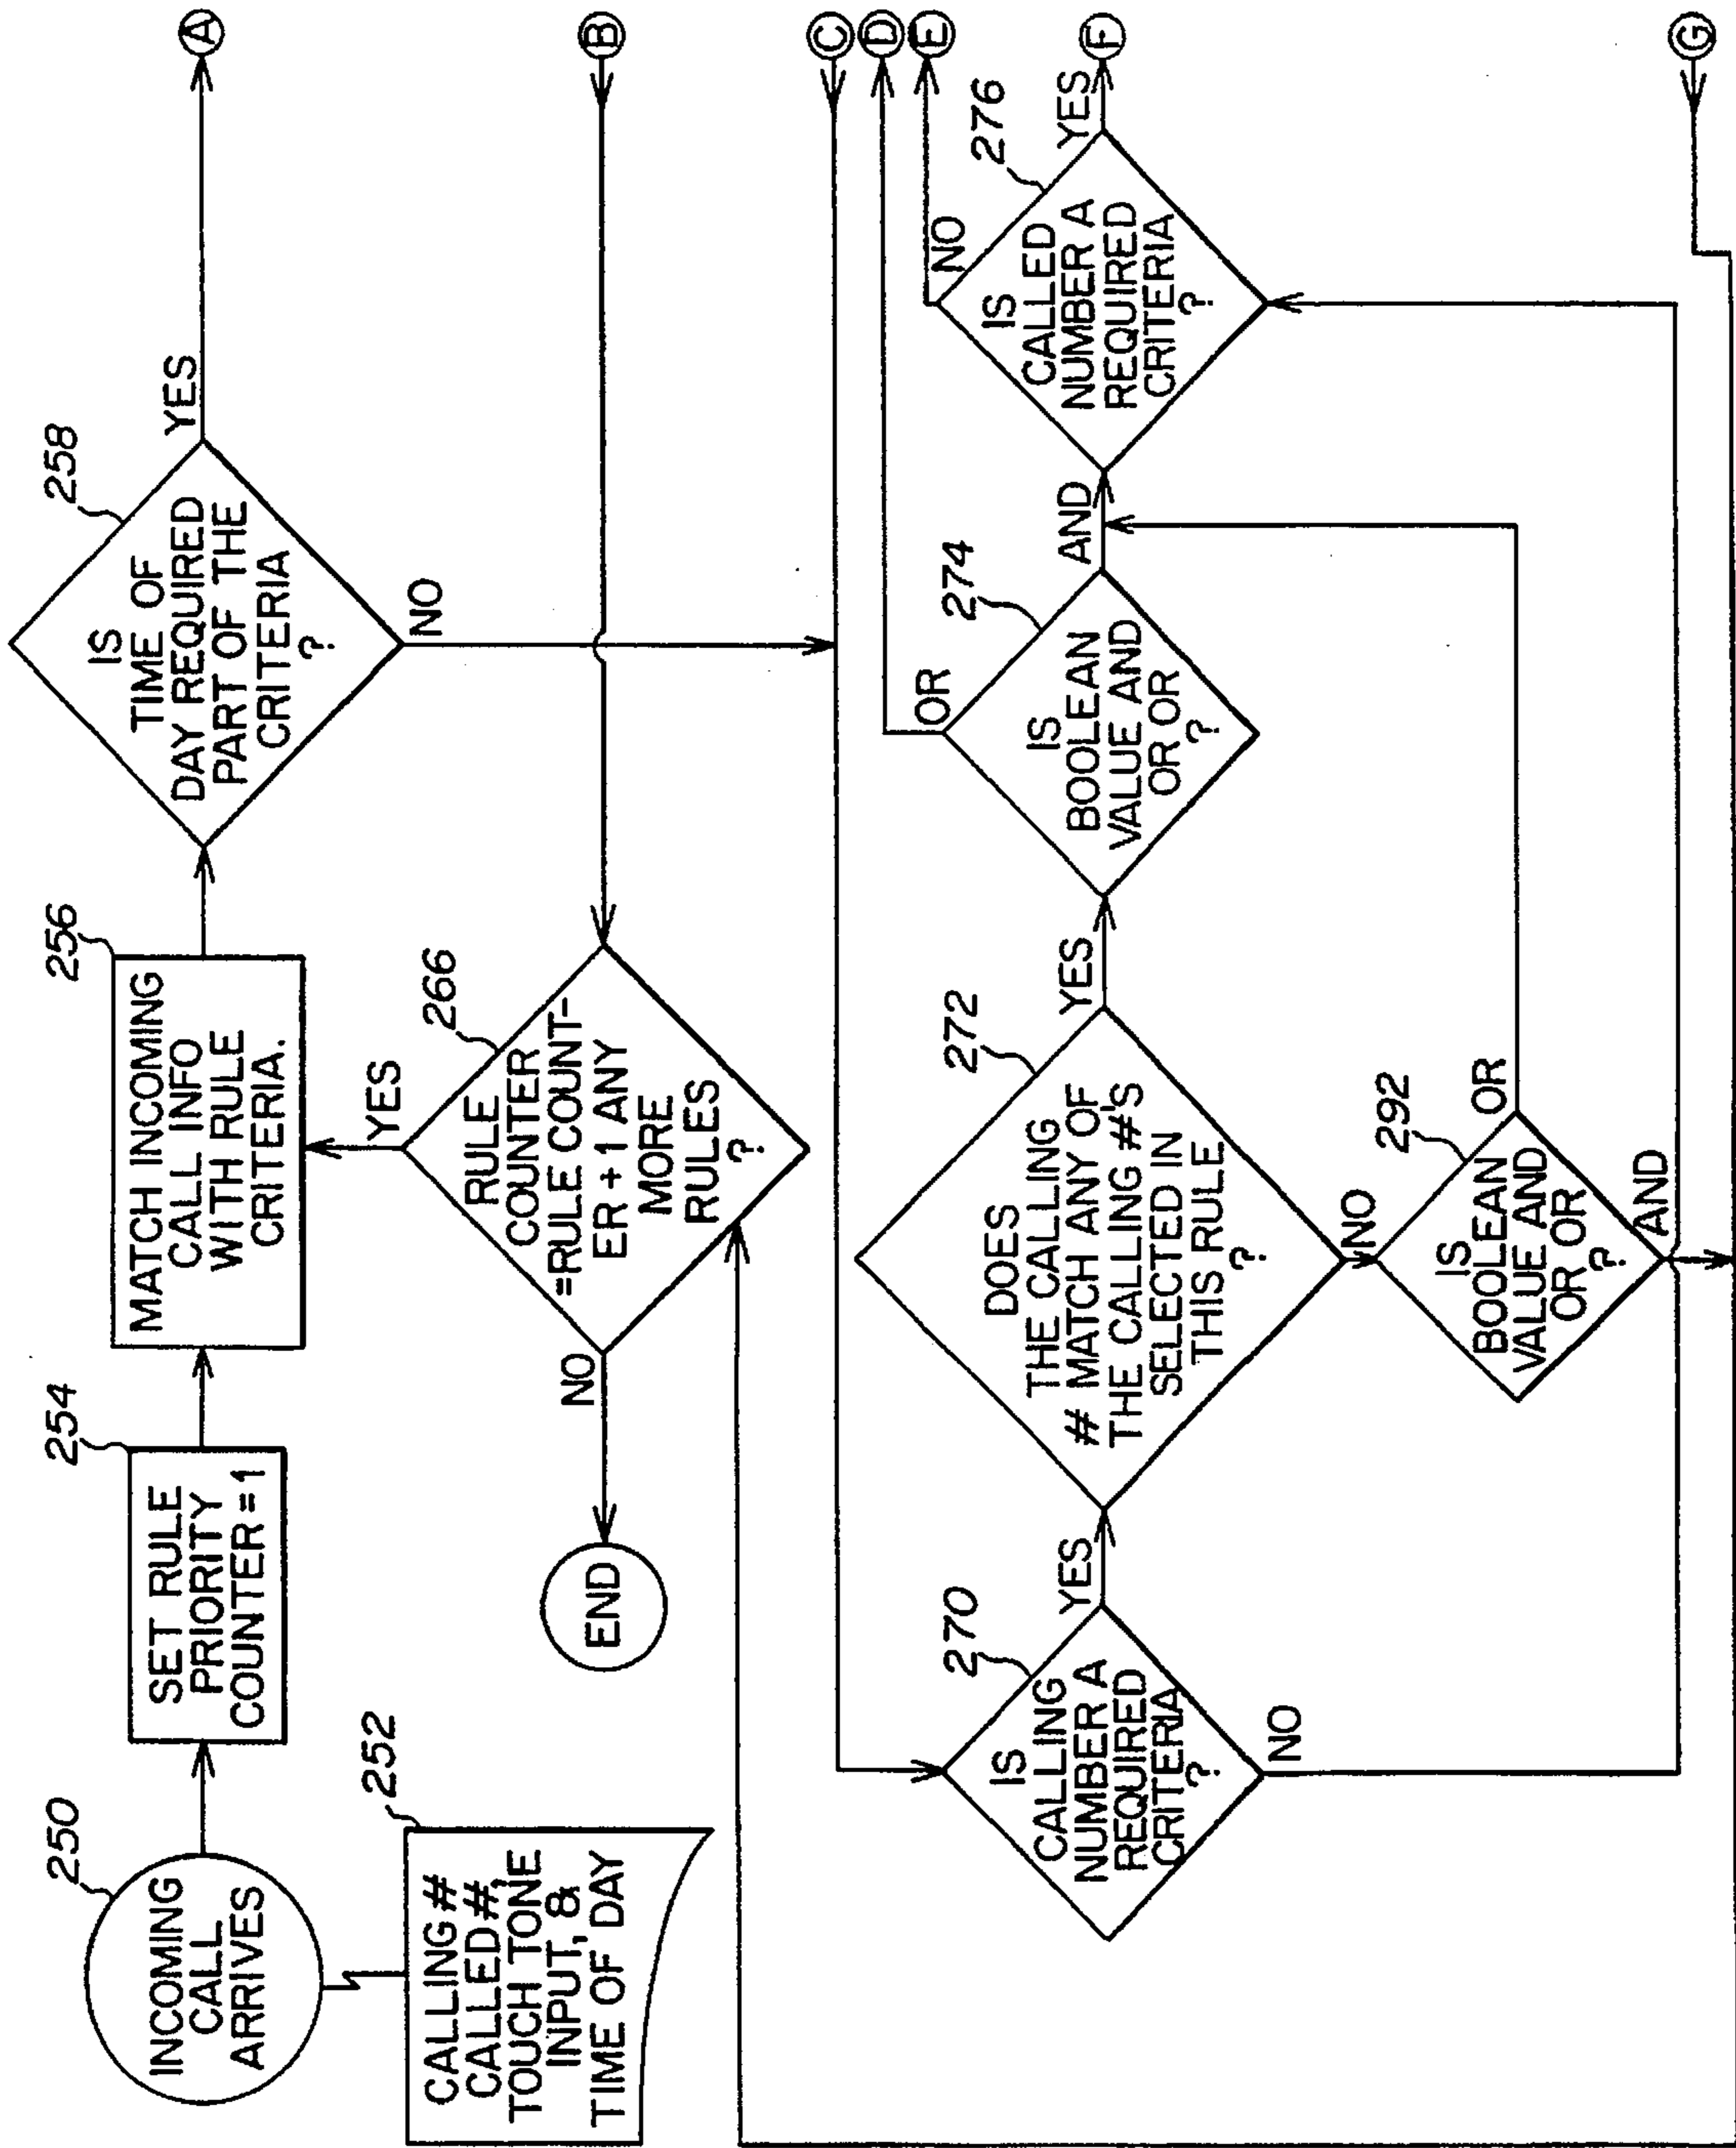 250
INCOMING
CALL
ARRIVES
252
CALLING #
CALLED #,
TOUCH TONE
INPUT, &
TIME OF DAY
254
SET RULE
PRIORITY
COUNTER = 1
256
MATCH INCOMING
CALL INFO
WITH RULE
CRITERIA.
258
IS
TIME OF
DAY REQUIRED
PART OF THE
CRITERIA
?
YES
NO
A
266
RULE
COUNTER
=RULE COUNT-
ER + 1 ANY
MORE
RULES
?
YES
NO
END
B
C
D
E
270
IS
CALLING
NUMBER A
REQUIRED
CRITERIA
?
YES
NO
272
DOES
THE CALLING
# MATCH ANY OF
THE CALLING #'S
SELECTED IN
THIS RULE
?
YES
NO
274
IS
BOOLEAN
VALUE AND
OR OR
?
OR
AND
276
IS
CALLED
NUMBER A
REQUIRED
CRITERIA
?
NO
YES
F
292
IS
BOOLEAN
VALUE AND
OR OR
?
OR
AND
G